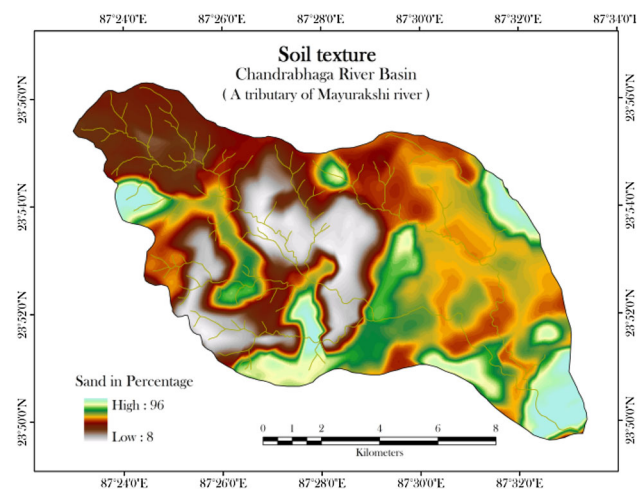 87°24'0"E 87°26'0"E 87°28'0"E 87°30'0"E 87°32'0"E 87°34'0"E
Soil texture
Chandrabhaga River Basin
( A tributary of Mayurakshi river )
23°56'0"N 23°56'0"N
23°54'0"N 23°54'0"N
23°52'0"N 23°52'0"N
23°50'0"N 23°50'0"N
Sand in Percentage
High : 96
Low : 8
0 1 2 4 6 8
Kilometers
87°24'0"E 87°26'0"E 87°28'0"E 87°30'0"E 87°32'0"E